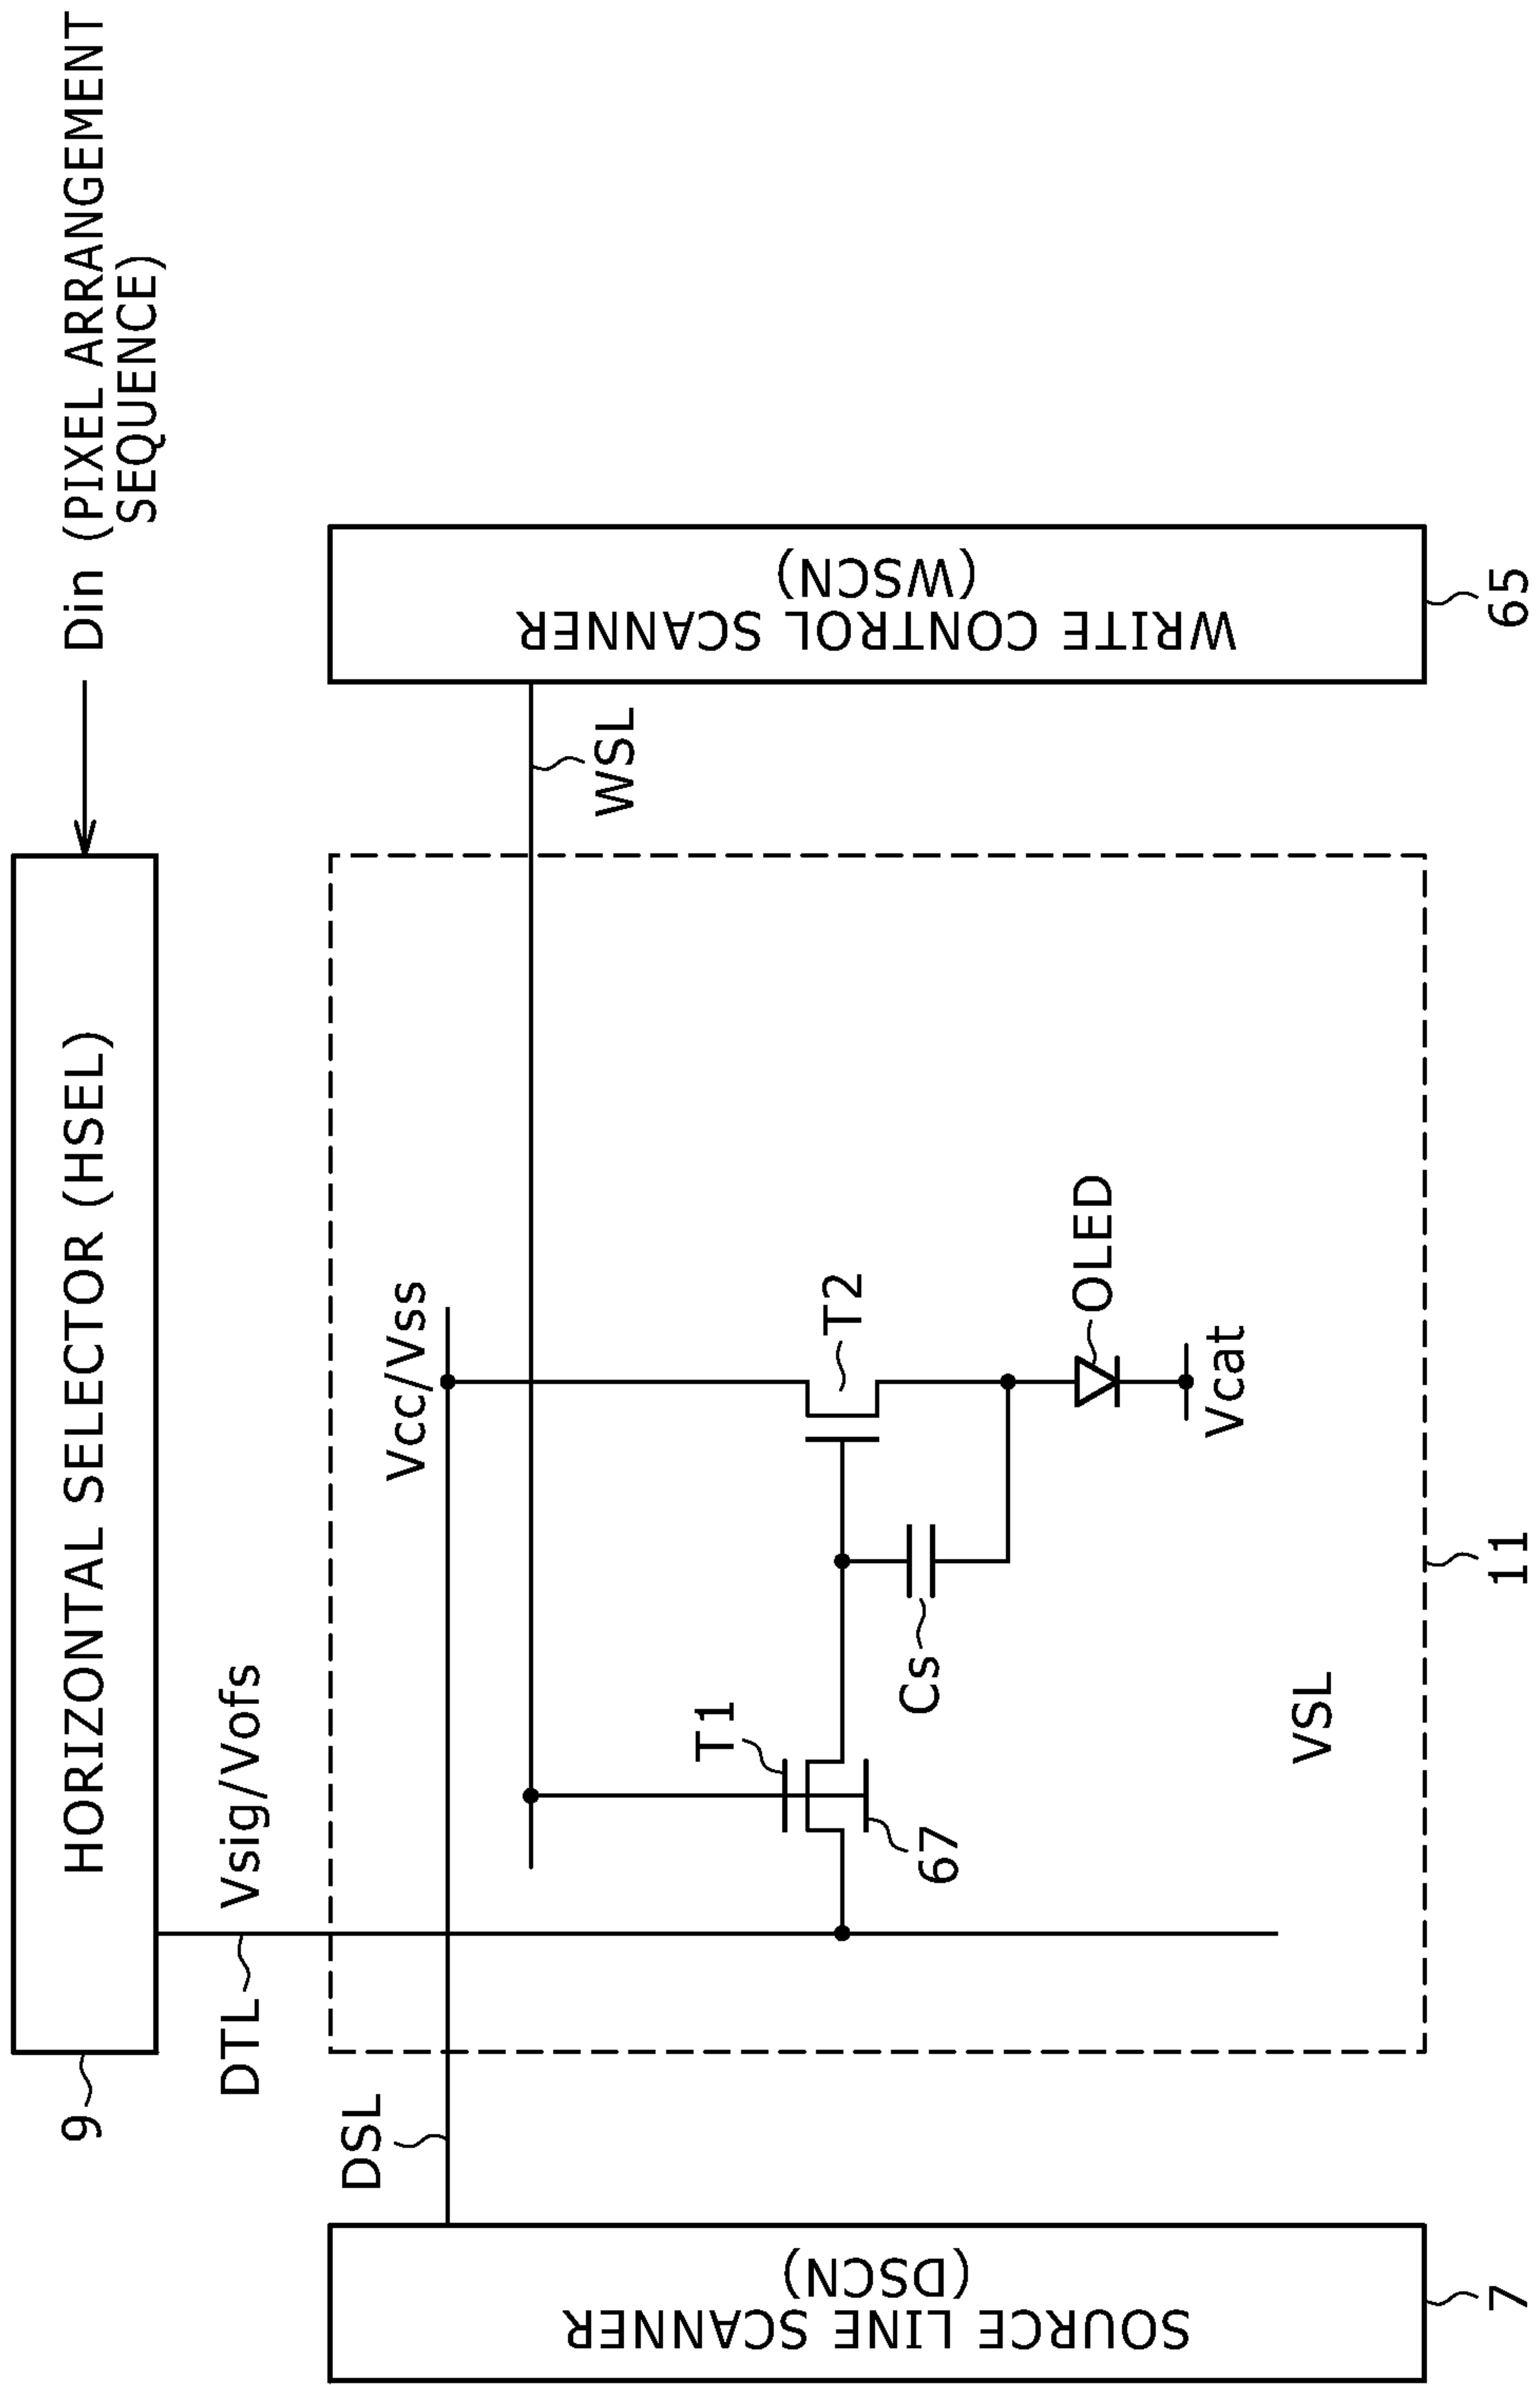 Din (PIXEL ARRANGEMENT
SEQUENCE)
9
HORIZONTAL SELECTOR (HSEL)
DTL
Vsig/Vofs
DSL
Vcc/Vss
WSL
SOURCE LINE SCANNER
(DSCN)
WRITE CONTROL SCANNER
(WSCN)
T1
T2
67
Cs
OLED
Vcat
VSL
7
11
65